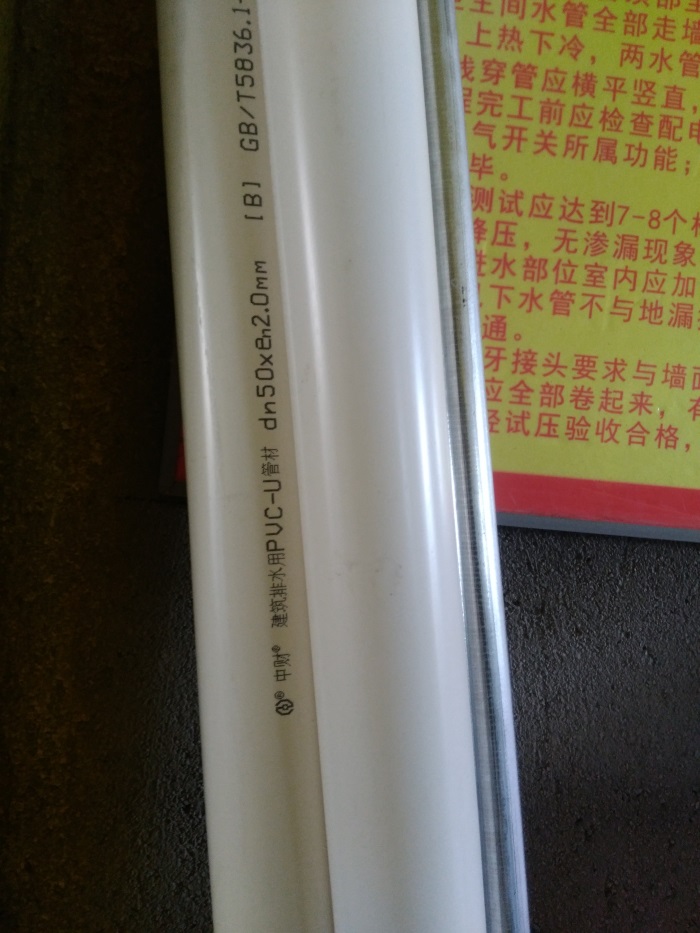 中财® 建筑排水用PVC-U管材 dn50xen2.0mm [B] GB/T5836.1-
生间水管全部走墙
上热下冷，两水管
线穿管应横平竖直，
程完工前应检查配电
气开关所属功能；
毕。
测试应达到7-8个
降压，无渗漏现象
进水部位室内应加
下水管不与地漏
通。
牙接头要求与墙面
应全部卷起来，有
经试压验收合格，